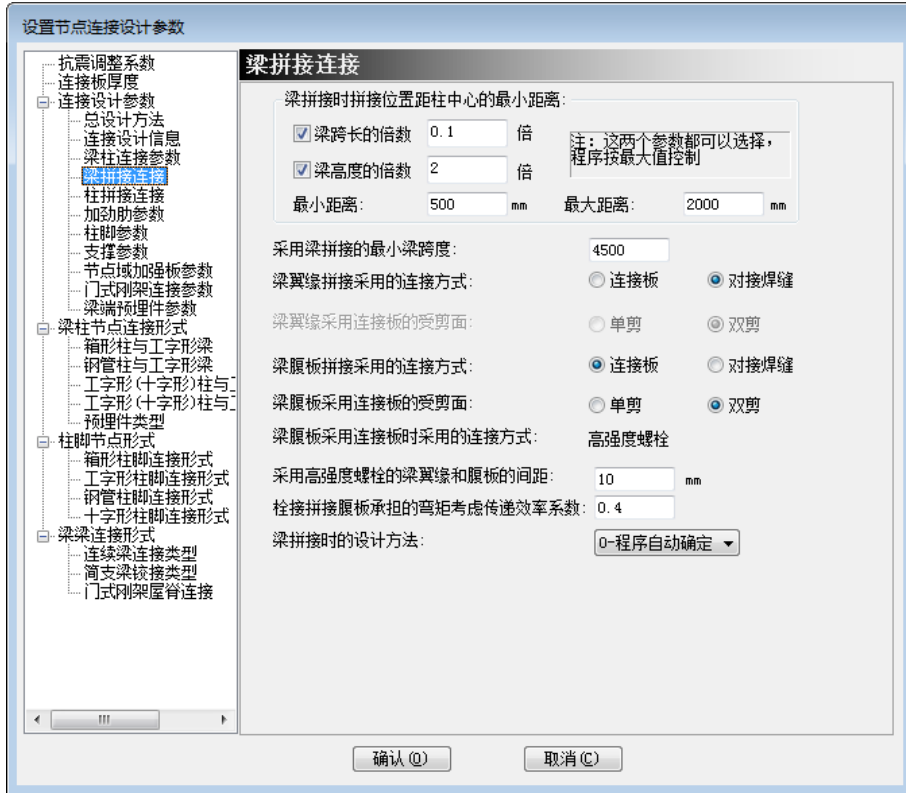 设置节点连接设计参数
抗震调整系数
连接板厚度
连接设计参数
总设计方法
连接设计信息
梁柱连接参数
梁拼接连接
柱拼接连接
加劲肋参数
柱脚参数
支撑参数
节点域加强板参数
门式刚架连接参数
梁端预埋件参数
梁柱节点连接形式
箱形柱与工字形梁
钢管柱与工字形梁
工字形(十字形)柱与工
工字形(十字形)柱与工
预埋件类型
柱脚节点形式
箱形柱脚连接形式
工字形柱脚连接形式
钢管柱脚连接形式
十字形柱脚连接形式
梁梁连接形式
连续梁连接类型
简支梁铰接类型
门式刚架屋脊连接
梁拼接连接
梁拼接时拼接位置距柱中心的最小距离:
梁跨长的倍数 0.1 倍
梁高度的倍数 2 倍
注: 这两个参数都可以选择,
程序按最大值控制
最小距离: 500 mm 最大距离: 2000 mm
采用梁拼接的最小梁跨度: 4500
梁翼缘拼接采用的连接方式: 连接板 对接焊缝
梁翼缘采用连接板的受剪面: 单剪 双剪
梁腹板拼接采用的连接方式: 连接板 对接焊缝
梁腹板采用连接板的受剪面: 单剪 双剪
梁腹板采用连接板时采用的连接方式: 高强度螺栓
采用高强度螺栓的梁翼缘和腹板的间距: 10 mm
栓接拼接腹板承担的弯矩考虑传递效率系数: 0.4
梁拼接时的设计方法: 0-程序自动确定
确认(O) 取消(C)